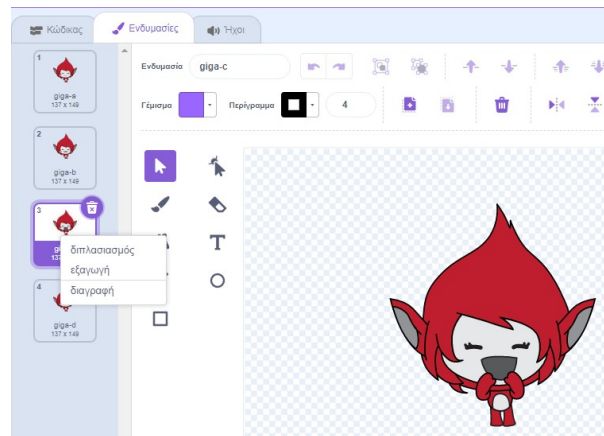 Κώδικας
Ενδυμασίες
Ήχοι
1
giga-a
137 x 149
2
giga-b
137 x 149
3
4
giga-d
137 x 149
διπλασιασμός
εξαγωγή
διαγραφή
Ενδυμασία
giga-c
Γέμισμα
Περίγραμμα
4
T